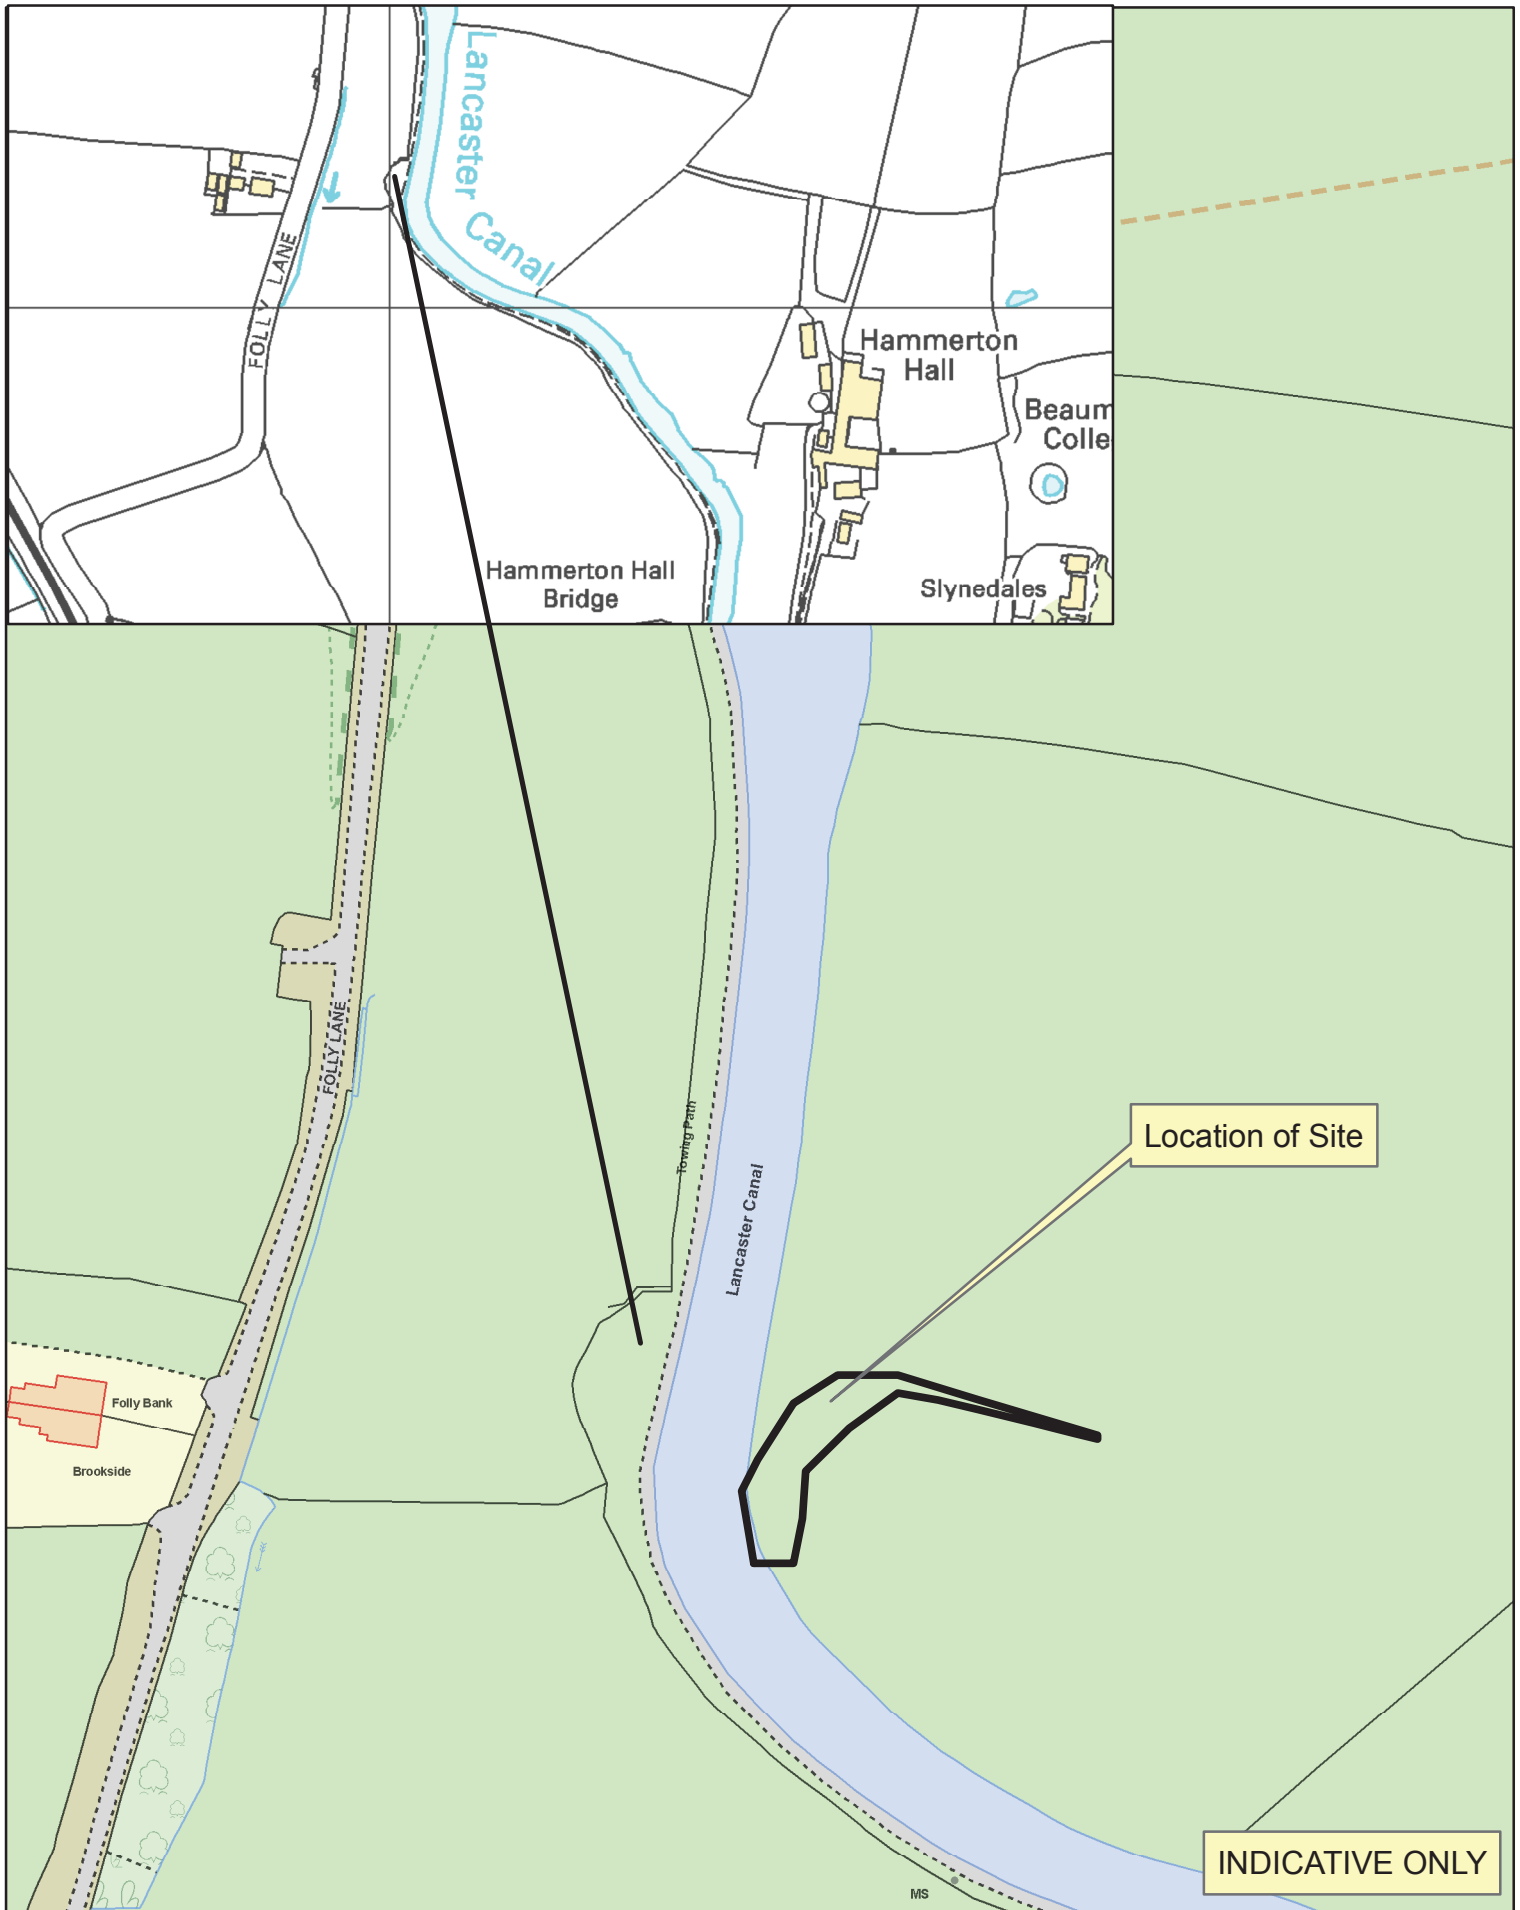 Lancaster Canal
FOLLY LANE
Hammerton
Hall
Beaum
Colle
Hammerton Hall
Bridge
Slynedales
FOLLY LANE
Towing Path
Lancaster Canal
Location of Site
Folly Bank
Brookside
INDICATIVE ONLY
MS